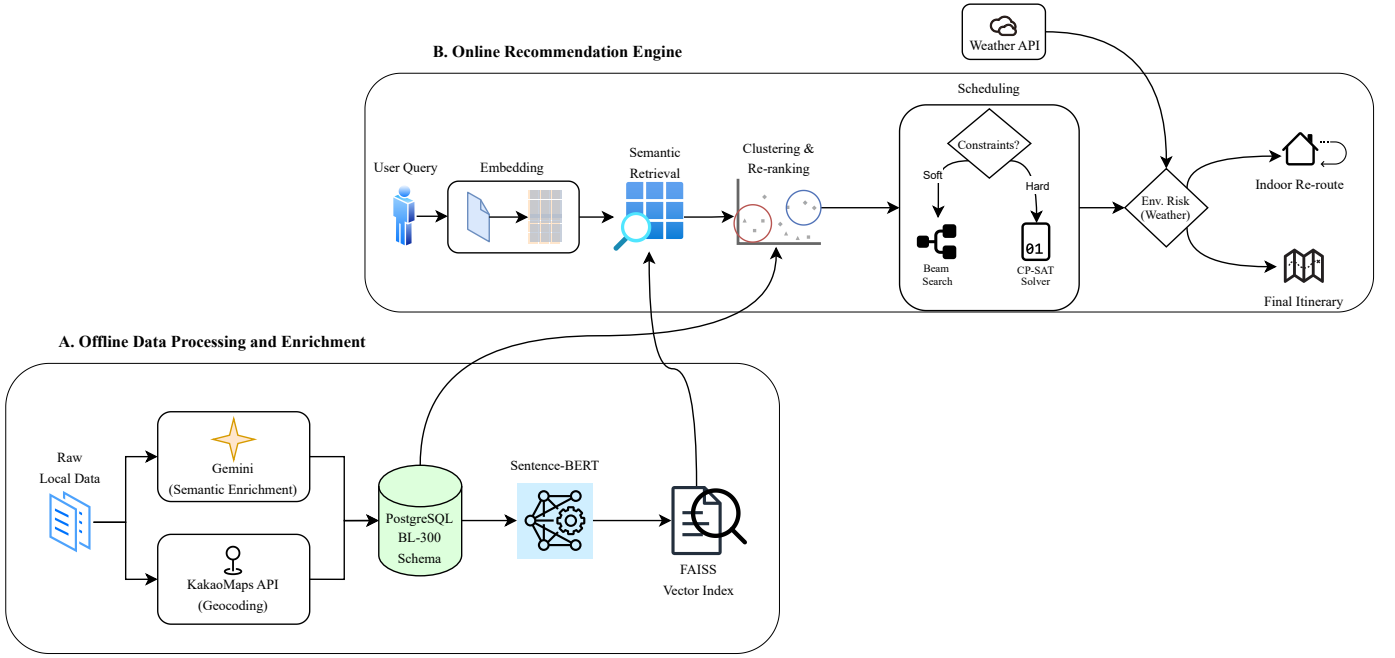 Weather API
B. Online Recommendation Engine
Scheduling
User Query
Embedding
Semantic
Retrieval
Clustering &
Re-ranking
Constraints?
Soft
Hard
Beam
Search
01
CP-SAT
Solver
Env. Risk
(Weather)
Indoor Re-route
Final Itinerary
A. Offline Data Processing and Enrichment
Raw
Local Data
Gemini
(Semantic Enrichment)
KakaoMaps API
(Geocoding)
PostgreSQL
BL-300
Schema
Sentence-BERT
FAISS
Vector Index